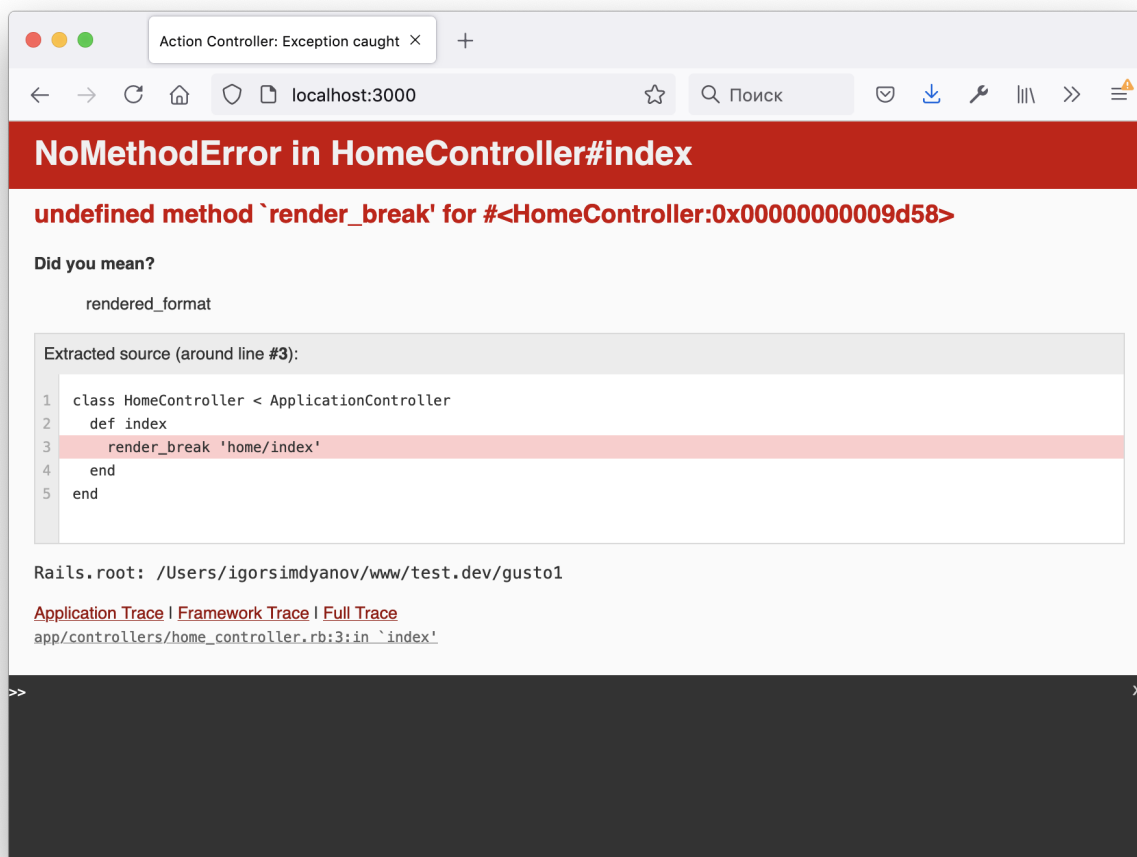 Action Controller: Exception caught
localhost:3000
Поиск
NoMethodError in HomeController#index
undefined method `render_break' for #<HomeController:0x00000000009d58>
Did you mean?
rendered_format
Extracted source (around line #3):
1 class HomeController < ApplicationController
2   def index
3     render_break 'home/index'
4   end
5 end
Rails.root: /Users/igorsimdyanov/www/test.dev/gusto1
Application Trace | Framework Trace | Full Trace
app/controllers/home_controller.rb:3:in `index'
>>